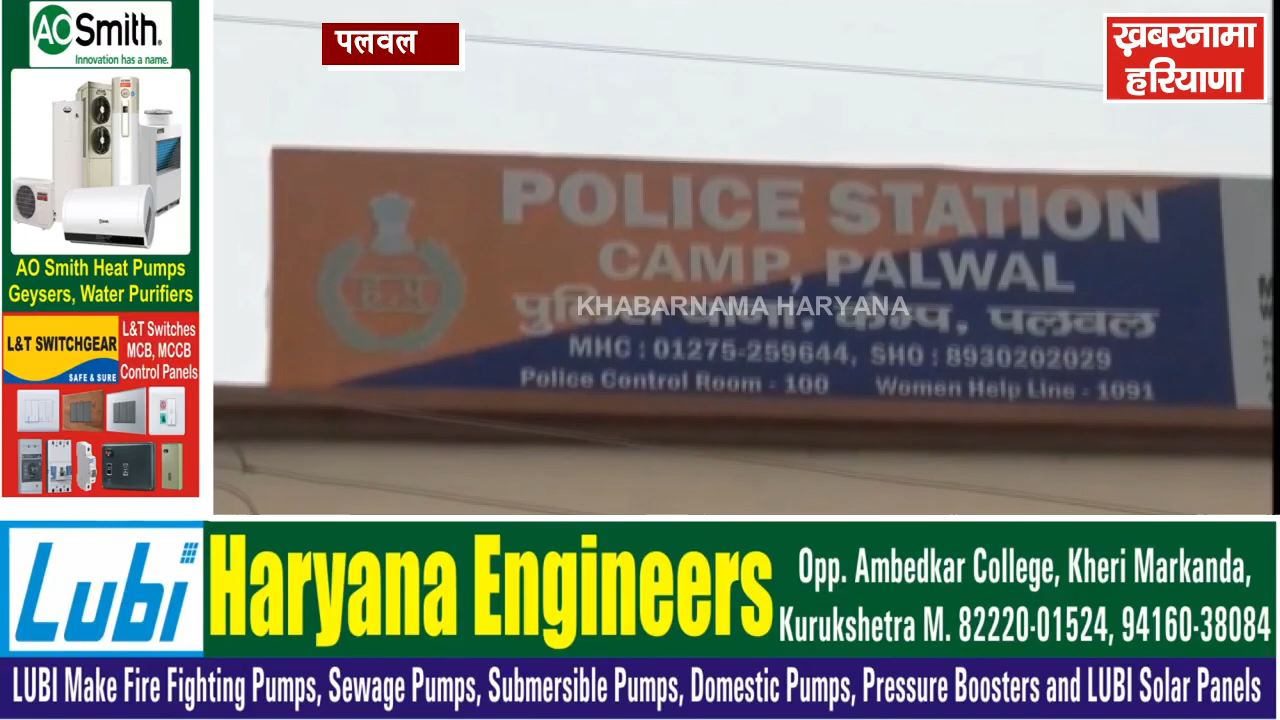 AO Smith.
Innovation has a name.
AO Smith Heat Pumps
Geysers, Water Purifiers
L&T SWITCHGEAR
SAFE & SURE
L&T Switches
MCB, MCCB
Control Panels
पलवल
ख़बरनामा
हरियाणा
POLICE STATION
CAMP, PALWAL
KHABARNAMA HARYANA
पुलिस थाना, कैम्प, पलवल
MHC : 01275-259644, SHO : 8930202029
Police Control Room - 100 Women Help Line - 1091
Lubi
Haryana Engineers
Opp. Ambedkar College, Kheri Markanda,
Kurukshetra M. 82220-01524, 94160-38084
LUBI Make Fire Fighting Pumps, Sewage Pumps, Submersible Pumps, Domestic Pumps, Pressure Boosters and LUBI Solar Panels